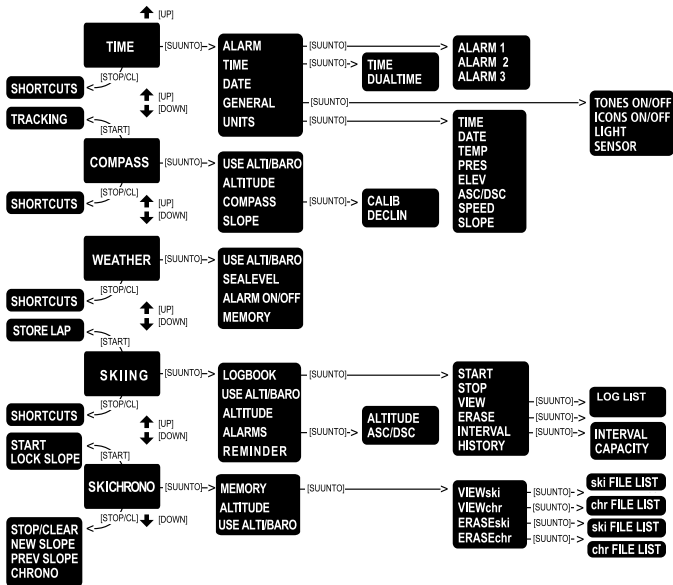 [UP]
TIME
[SUUNTO]
ALARM
TIME
DATE
GENERAL
UNITS
[SUUNTO]
ALARM 1
ALARM 2
ALARM 3
[SUUNTO]
TIME
DUALTIME
[SUUNTO]
TONES ON/OFF
ICONS ON/OFF
LIGHT
SENSOR
[SUUNTO]
TIME
DATE
TEMP
PRES
ELEV
ASC/DSC
SPEED
SLOPE
[STOP/CL]
SHORTCUTS
[UP]
[DOWN]
TRACKING
[START]
COMPASS
[SUUNTO]
USE ALTI/BARO
ALTITUDE
COMPASS
SLOPE
[SUUNTO]
CALIB
DECLIN
[STOP/CL]
SHORTCUTS
[UP]
[DOWN]
WEATHER
[SUUNTO]
USE ALTI/BARO
SEALEVEL
ALARM ON/OFF
MEMORY
[STOP/CL]
SHORTCUTS
[UP]
[DOWN]
STORE LAP
[START]
SKIING
[SUUNTO]
LOGBOOK
USE ALTI/BARO
ALTITUDE
ALARMS
REMINDER
[SUUNTO]
START
STOP
VIEW
ERASE
INTERVAL
HISTORY
[SUUNTO]
LOG LIST
[SUUNTO]
[SUUNTO]
INTERVAL
CAPACITY
[SUUNTO]
ALTITUDE
ASC/DSC
[STOP/CL]
SHORTCUTS
[UP]
[DOWN]
START
LOCK SLOPE
[START]
SKICHRONO
[SUUNTO]
MEMORY
ALTITUDE
USE ALTI/BARO
[SUUNTO]
VIEWski
VIEWchr
ERASEski
ERASEchr
[SUUNTO]
ski FILE LIST
[SUUNTO]
chr FILE LIST
[SUUNTO]
ski FILE LIST
[SUUNTO]
chr FILE LIST
[STOP/CL]
[DOWN]
STOP/CLEAR
NEW SLOPE
PREV SLOPE
CHRONO